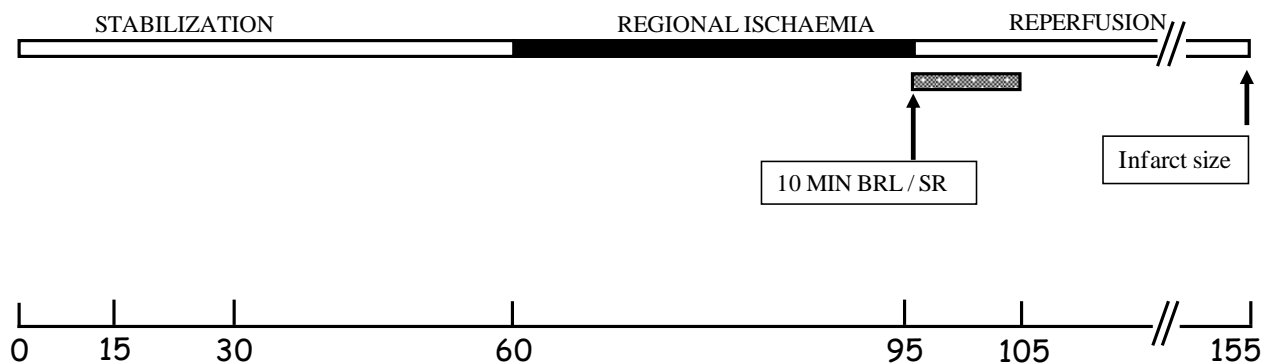 STABILIZATION REGIONAL ISCHAEMIA REPERFUSION
10 MIN BRL / SR
Infarct size
0 15 30 60 95 105 155